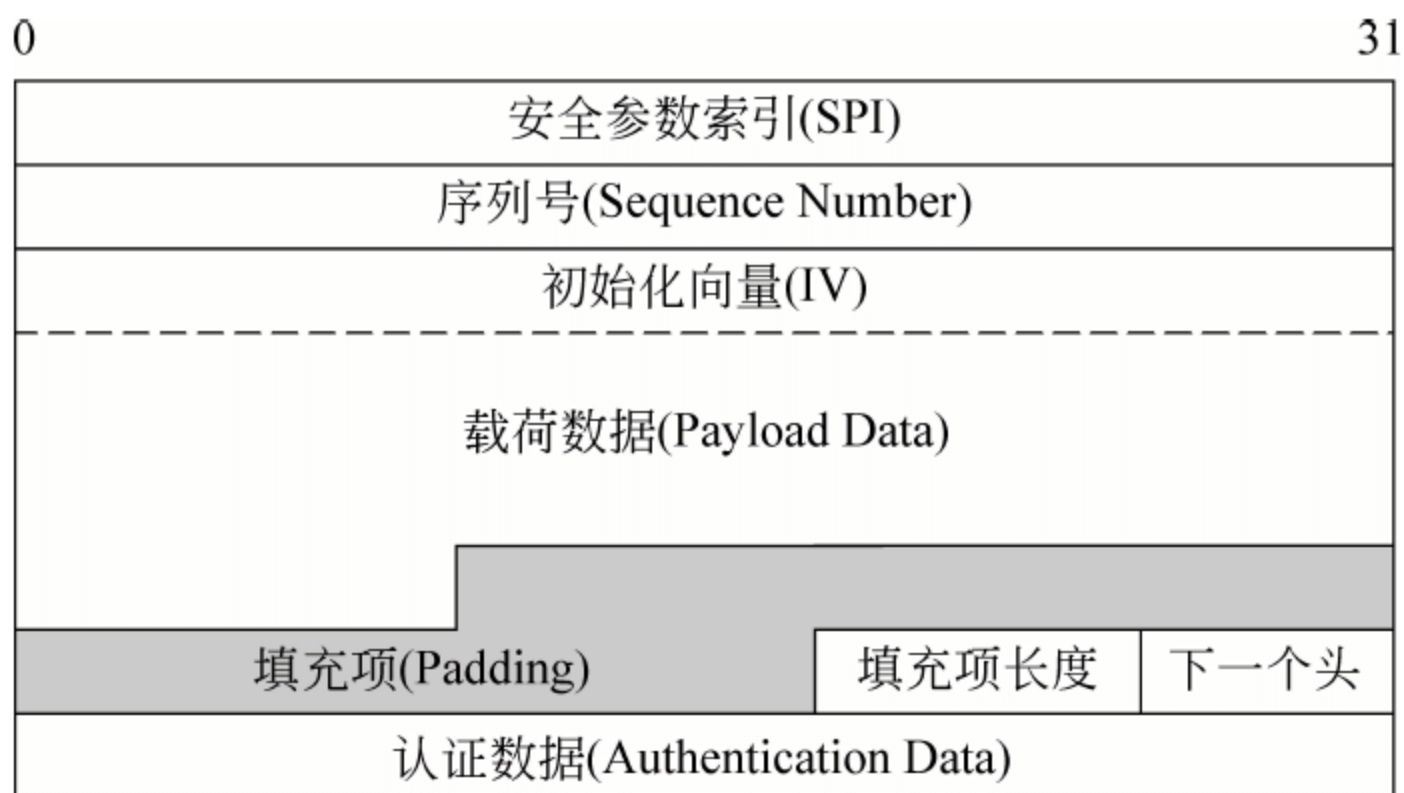 0 31
安全参数索引(SPI)
序列号(Sequence Number)
初始化向量(IV)
载荷数据(Payload Data)
填充项(Padding) 填充项长度 下一个头
认证数据(Authentication Data)